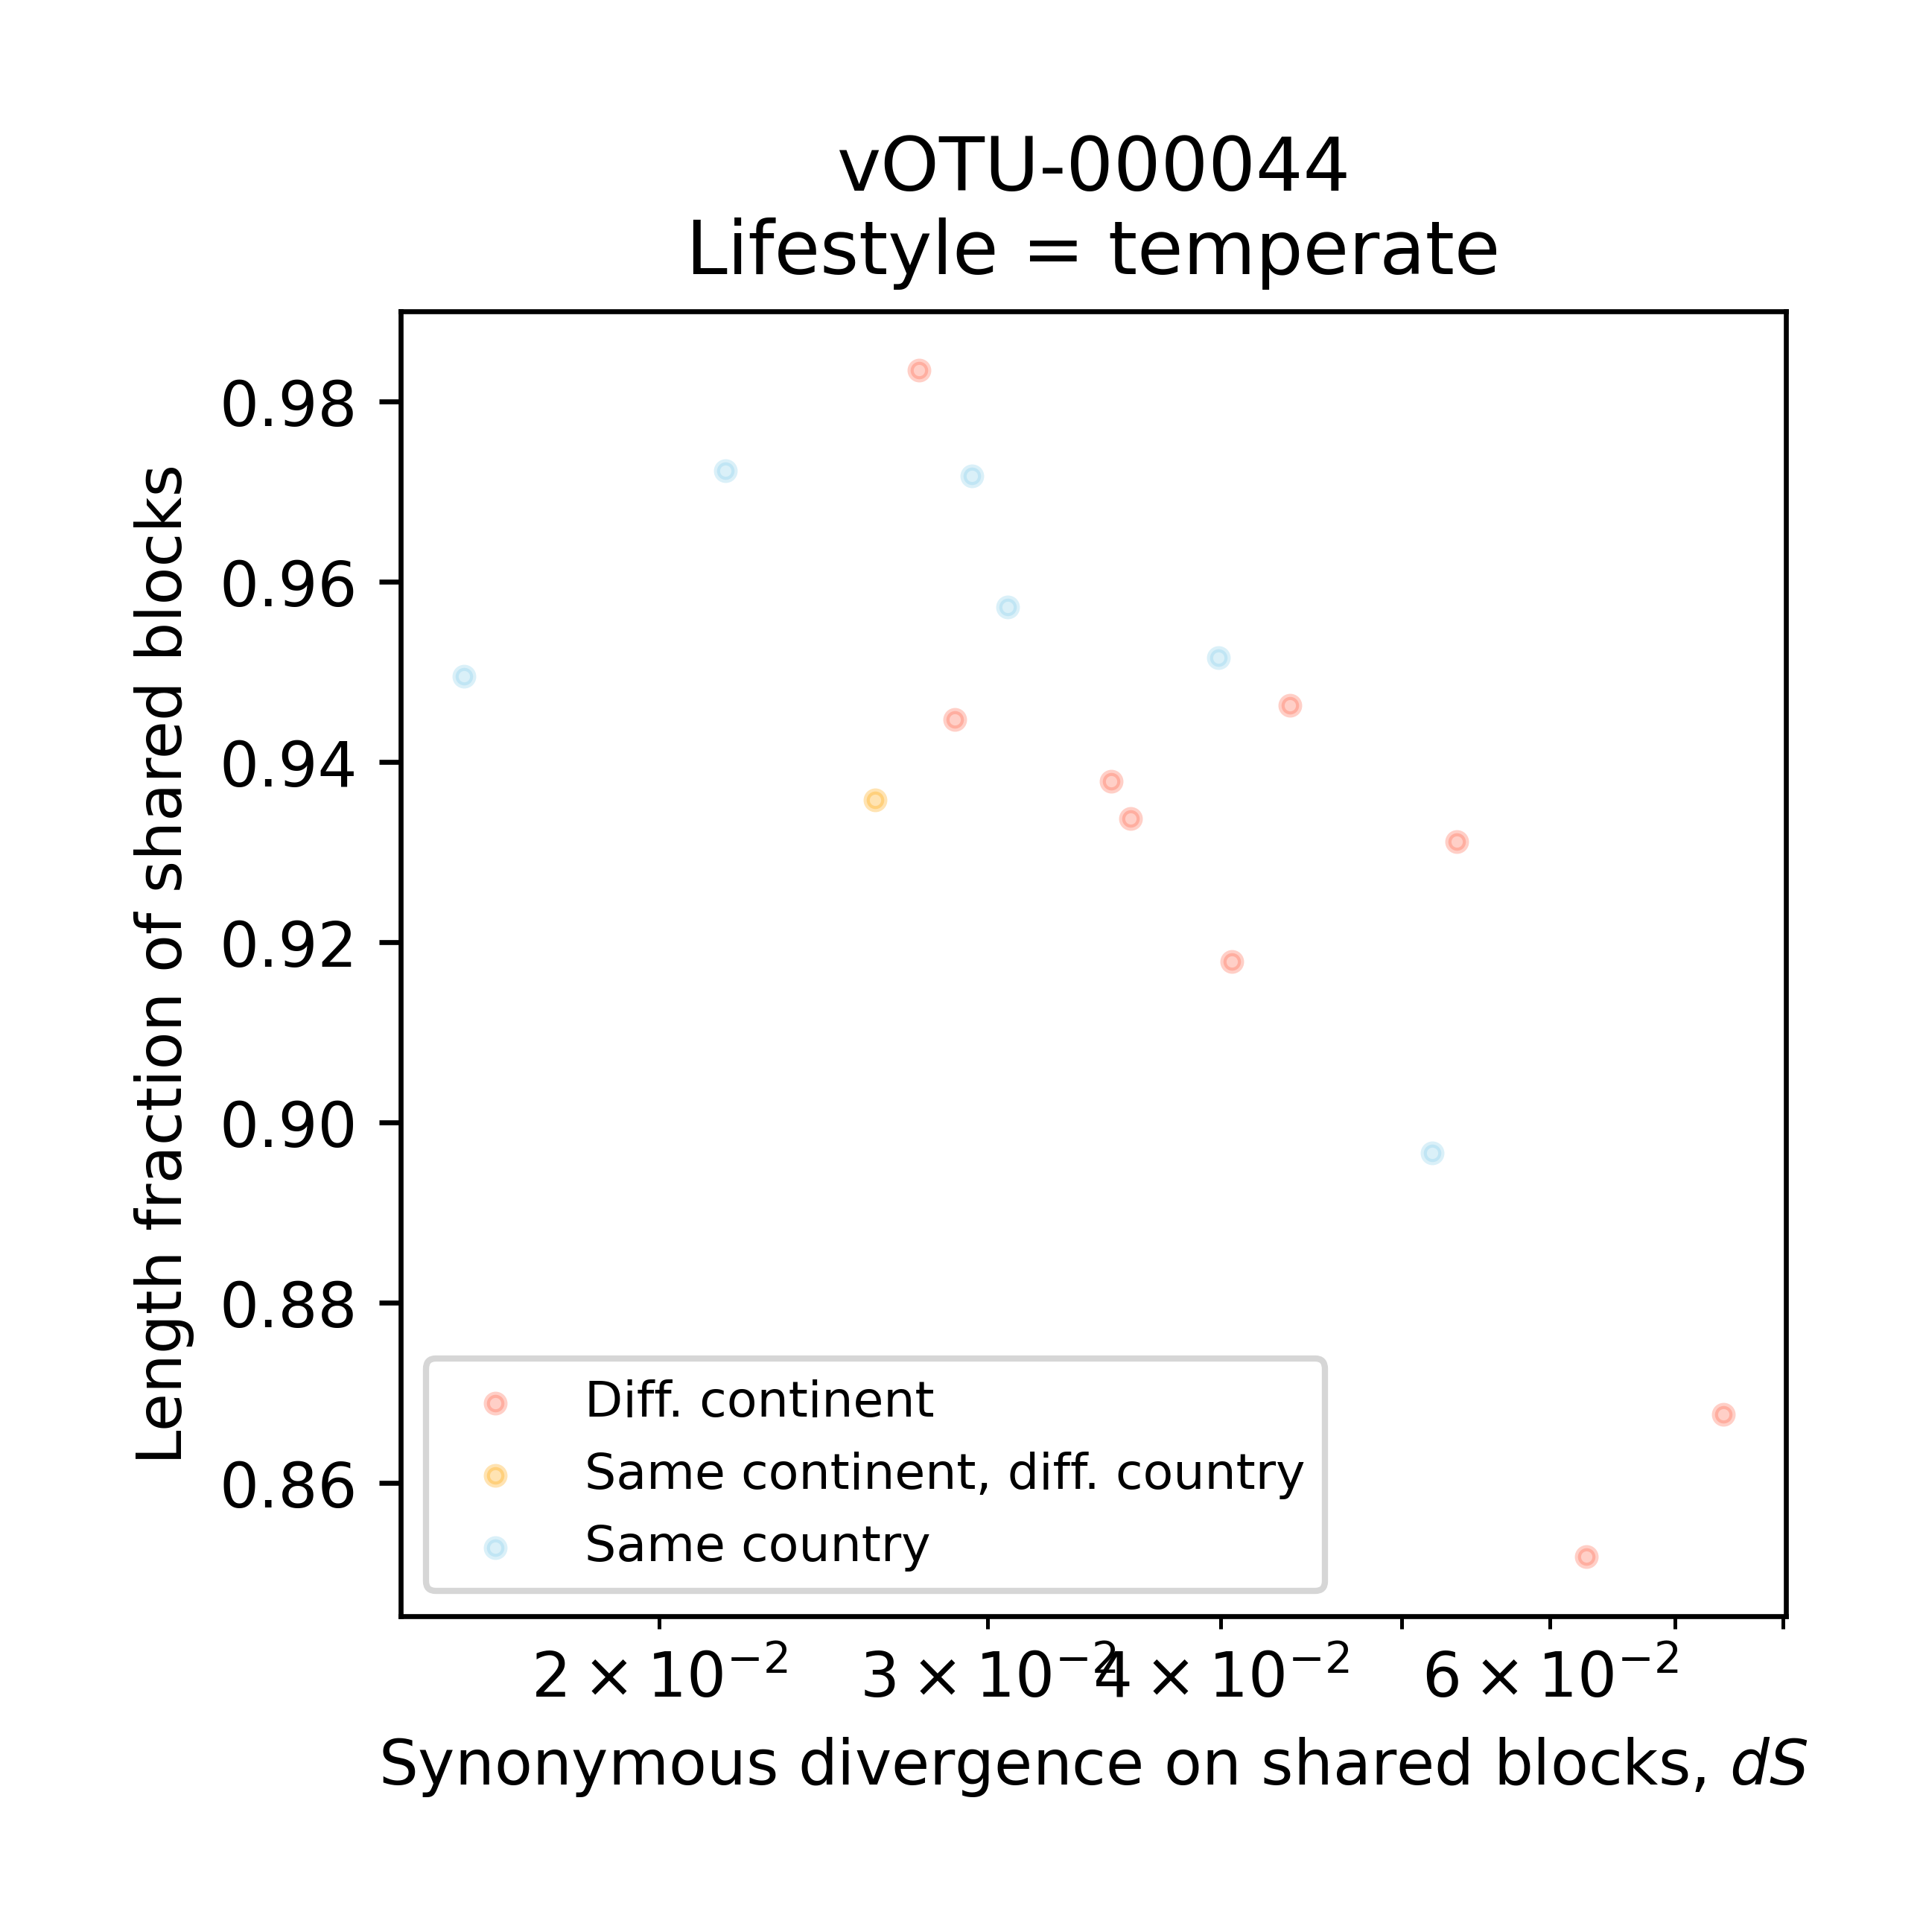 vOTU-000044
Lifestyle = temperate
Length fraction of shared blocks
0.98
0.96
0.94
0.92
0.90
0.88
0.86
Diff. continent
Same continent, diff. country
Same country
2 × 10⁻² 3 × 10⁻² 4 × 10⁻² 6 × 10⁻²
Synonymous divergence on shared blocks, dS